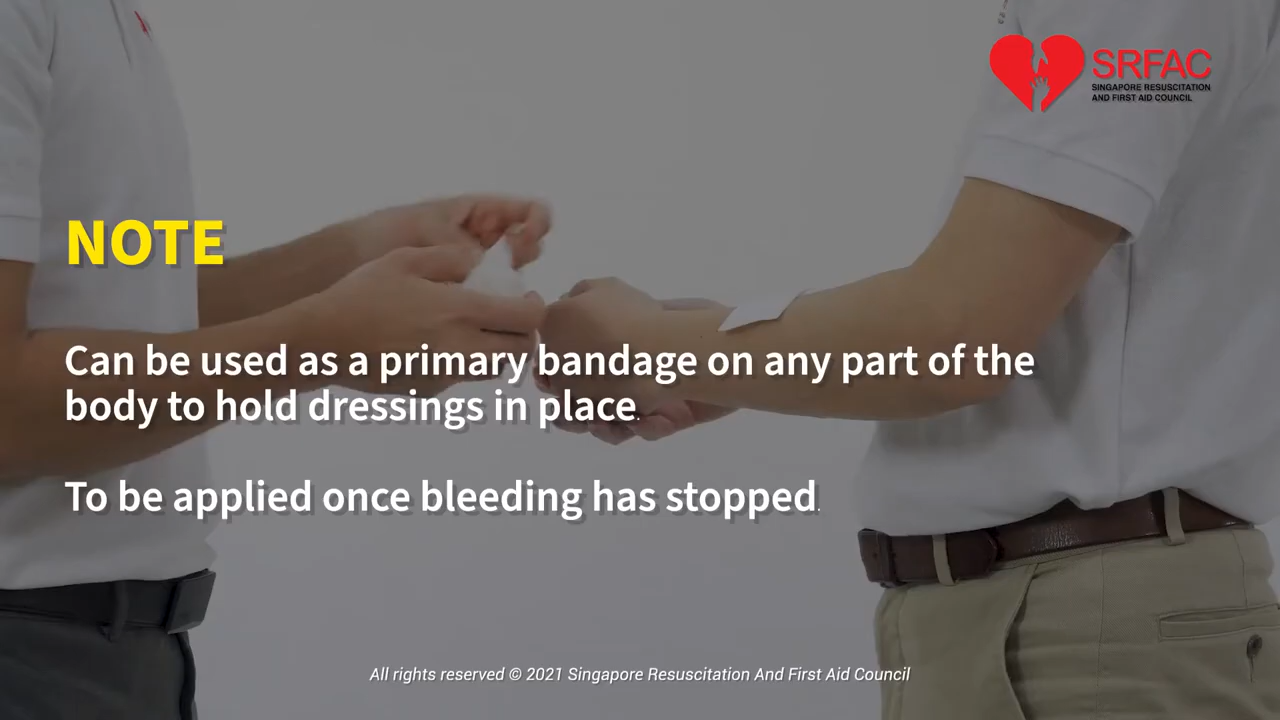 SRFAC
SINGAPORE RESUSCITATION
AND FIRST AID COUNCIL
NOTE
Can be used as a primary bandage on any part of the
body to hold dressings in place.
To be applied once bleeding has stopped.
All rights reserved © 2021 Singapore Resuscitation And First Aid Council